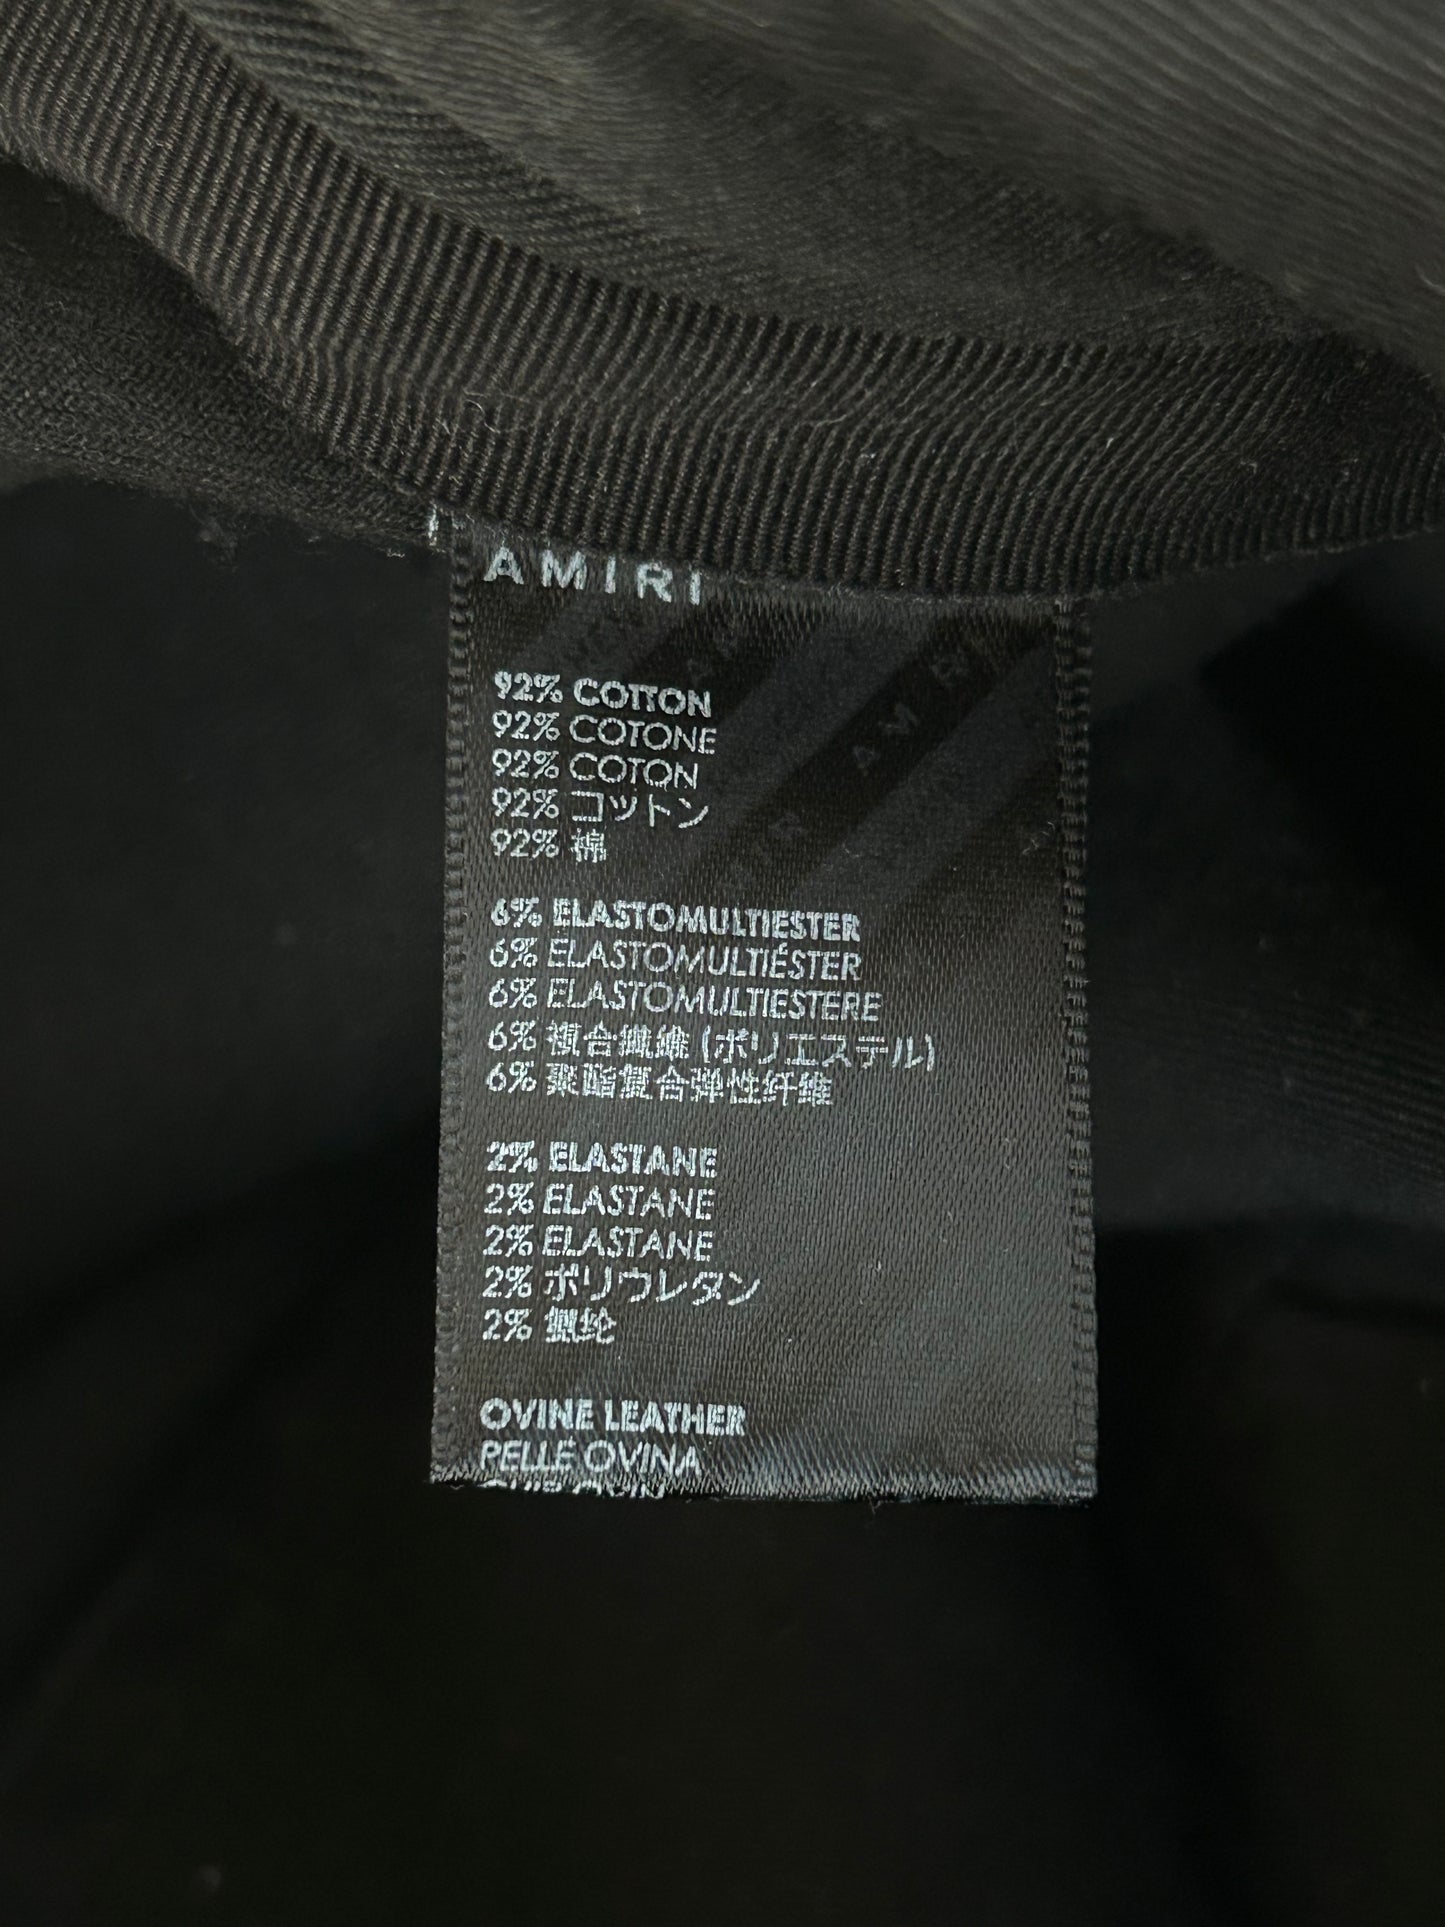 AMIRI
92% COTTON
92% COTONE
92% COTON
92% コットン
92% 棉
6% ELASTOMULTIESTER
6% ELASTOMULTIÉSTER
6% ELASTOMULTIESTERE
6% 複合繊維 (ポリエステル)
6% 聚酯复合弹性纤维
2% ELASTANE
2% ELASTANE
2% ELASTANE
2% ポリウレタン
2% 氨纶
OVINE LEATHER
PELLE OVINA